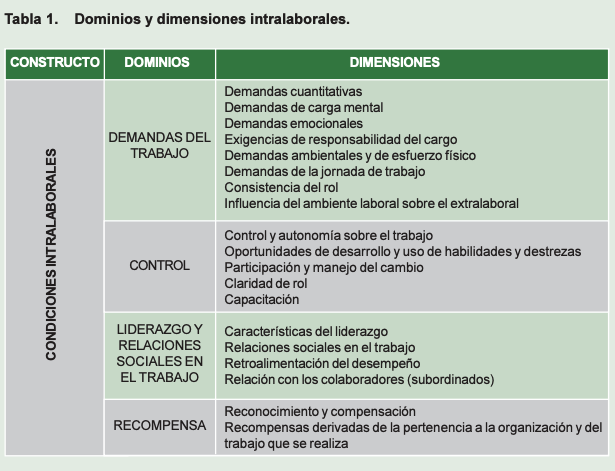 Tabla 1. Dominios y dimensiones intralaborales.
CONSTRUCTO DOMINIOS DIMENSIONES
CONDICIONES INTRALABORALES
DEMANDAS DEL
TRABAJO
Demandas cuantitativas
Demandas de carga mental
Demandas emocionales
Exigencias de responsabilidad del cargo
Demandas ambientales y de esfuerzo físico
Demandas de la jornada de trabajo
Consistencia del rol
Influencia del ambiente laboral sobre el extralaboral
CONTROL
Control y autonomía sobre el trabajo
Oportunidades de desarrollo y uso de habilidades y destrezas
Participación y manejo del cambio
Claridad de rol
Capacitación
LIDERAZGO Y
RELACIONES
SOCIALES EN
EL TRABAJO
Características del liderazgo
Relaciones sociales en el trabajo
Retroalimentación del desempeño
Relación con los colaboradores (subordinados)
RECOMPENSA
Reconocimiento y compensación
Recompensas derivadas de la pertenencia a la organización y del
trabajo que se realiza